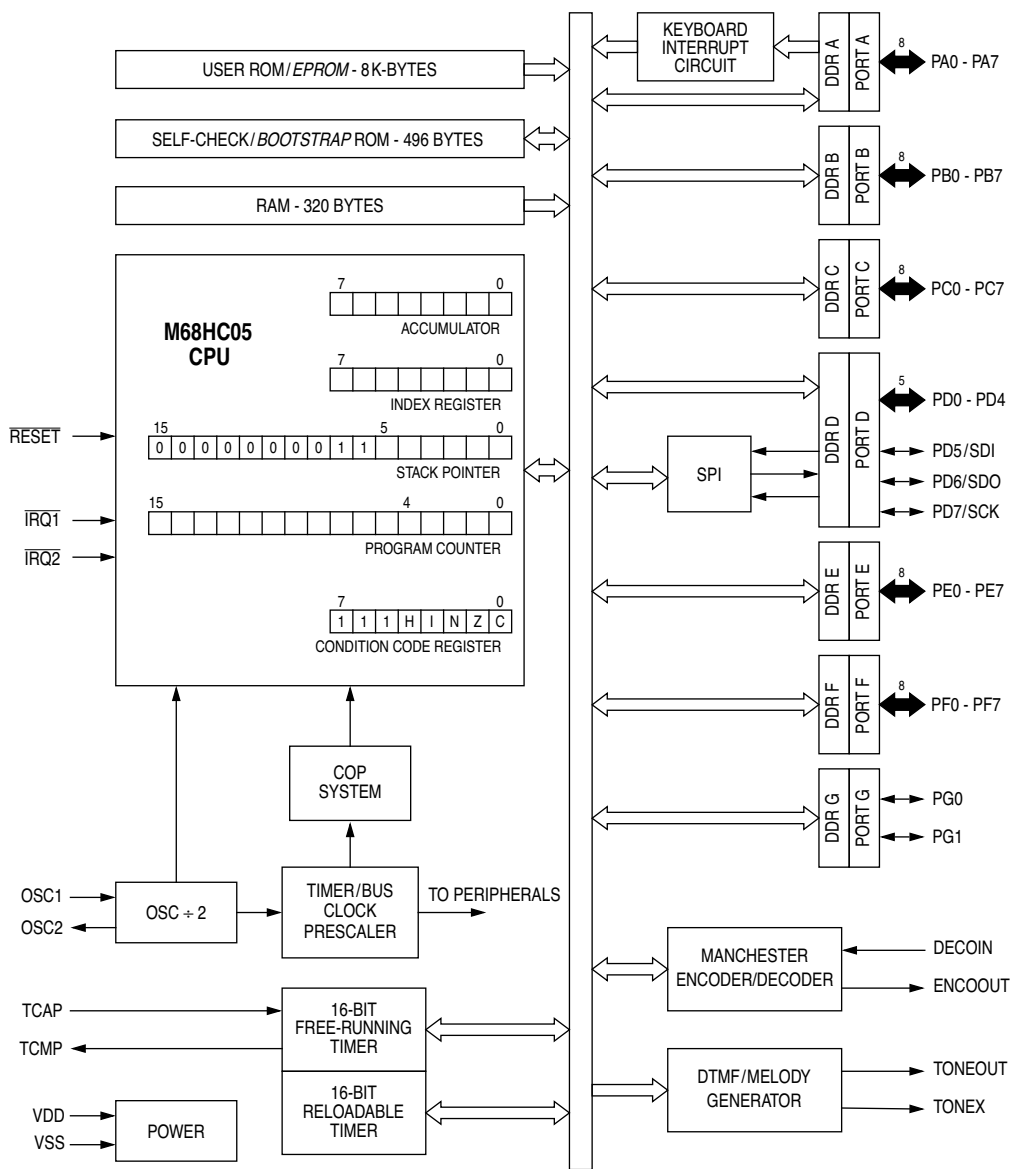 USER ROM/EPROM - 8K-BYTES
SELF-CHECK/BOOTSTRAP ROM - 496 BYTES
RAM - 320 BYTES
M68HC05
CPU
7 0
ACCUMULATOR
7 0
INDEX REGISTER
15 5 0
0 0 0 0 0 0 0 0 1 1
STACK POINTER
15 4 0
PROGRAM COUNTER
7 0
1 1 1 H I N Z C
CONDITION CODE REGISTER
RESET
IRQ1
IRQ2
COP
SYSTEM
OSC1
OSC2
OSC ÷ 2
TIMER/BUS
CLOCK
PRESCALER
TO PERIPHERALS
TCAP
TCMP
16-BIT
FREE-RUNNING
TIMER
16-BIT
RELOADABLE
TIMER
VDD
VSS
POWER
KEYBOARD
INTERRUPT
CIRCUIT
DDR A
PORT A
8
PA0 - PA7
DDR B
PORT B
8
PB0 - PB7
DDR C
PORT C
8
PC0 - PC7
DDR D
PORT D
5
PD0 - PD4
SPI
PD5/SDI
PD6/SDO
PD7/SCK
DDR E
PORT E
8
PE0 - PE7
DDR F
PORT F
8
PF0 - PF7
DDR G
PORT G
PG0
PG1
MANCHESTER
ENCODER/DECODER
DECOIN
ENCOOUT
DTMF/MELODY
GENERATOR
TONEOUT
TONEX